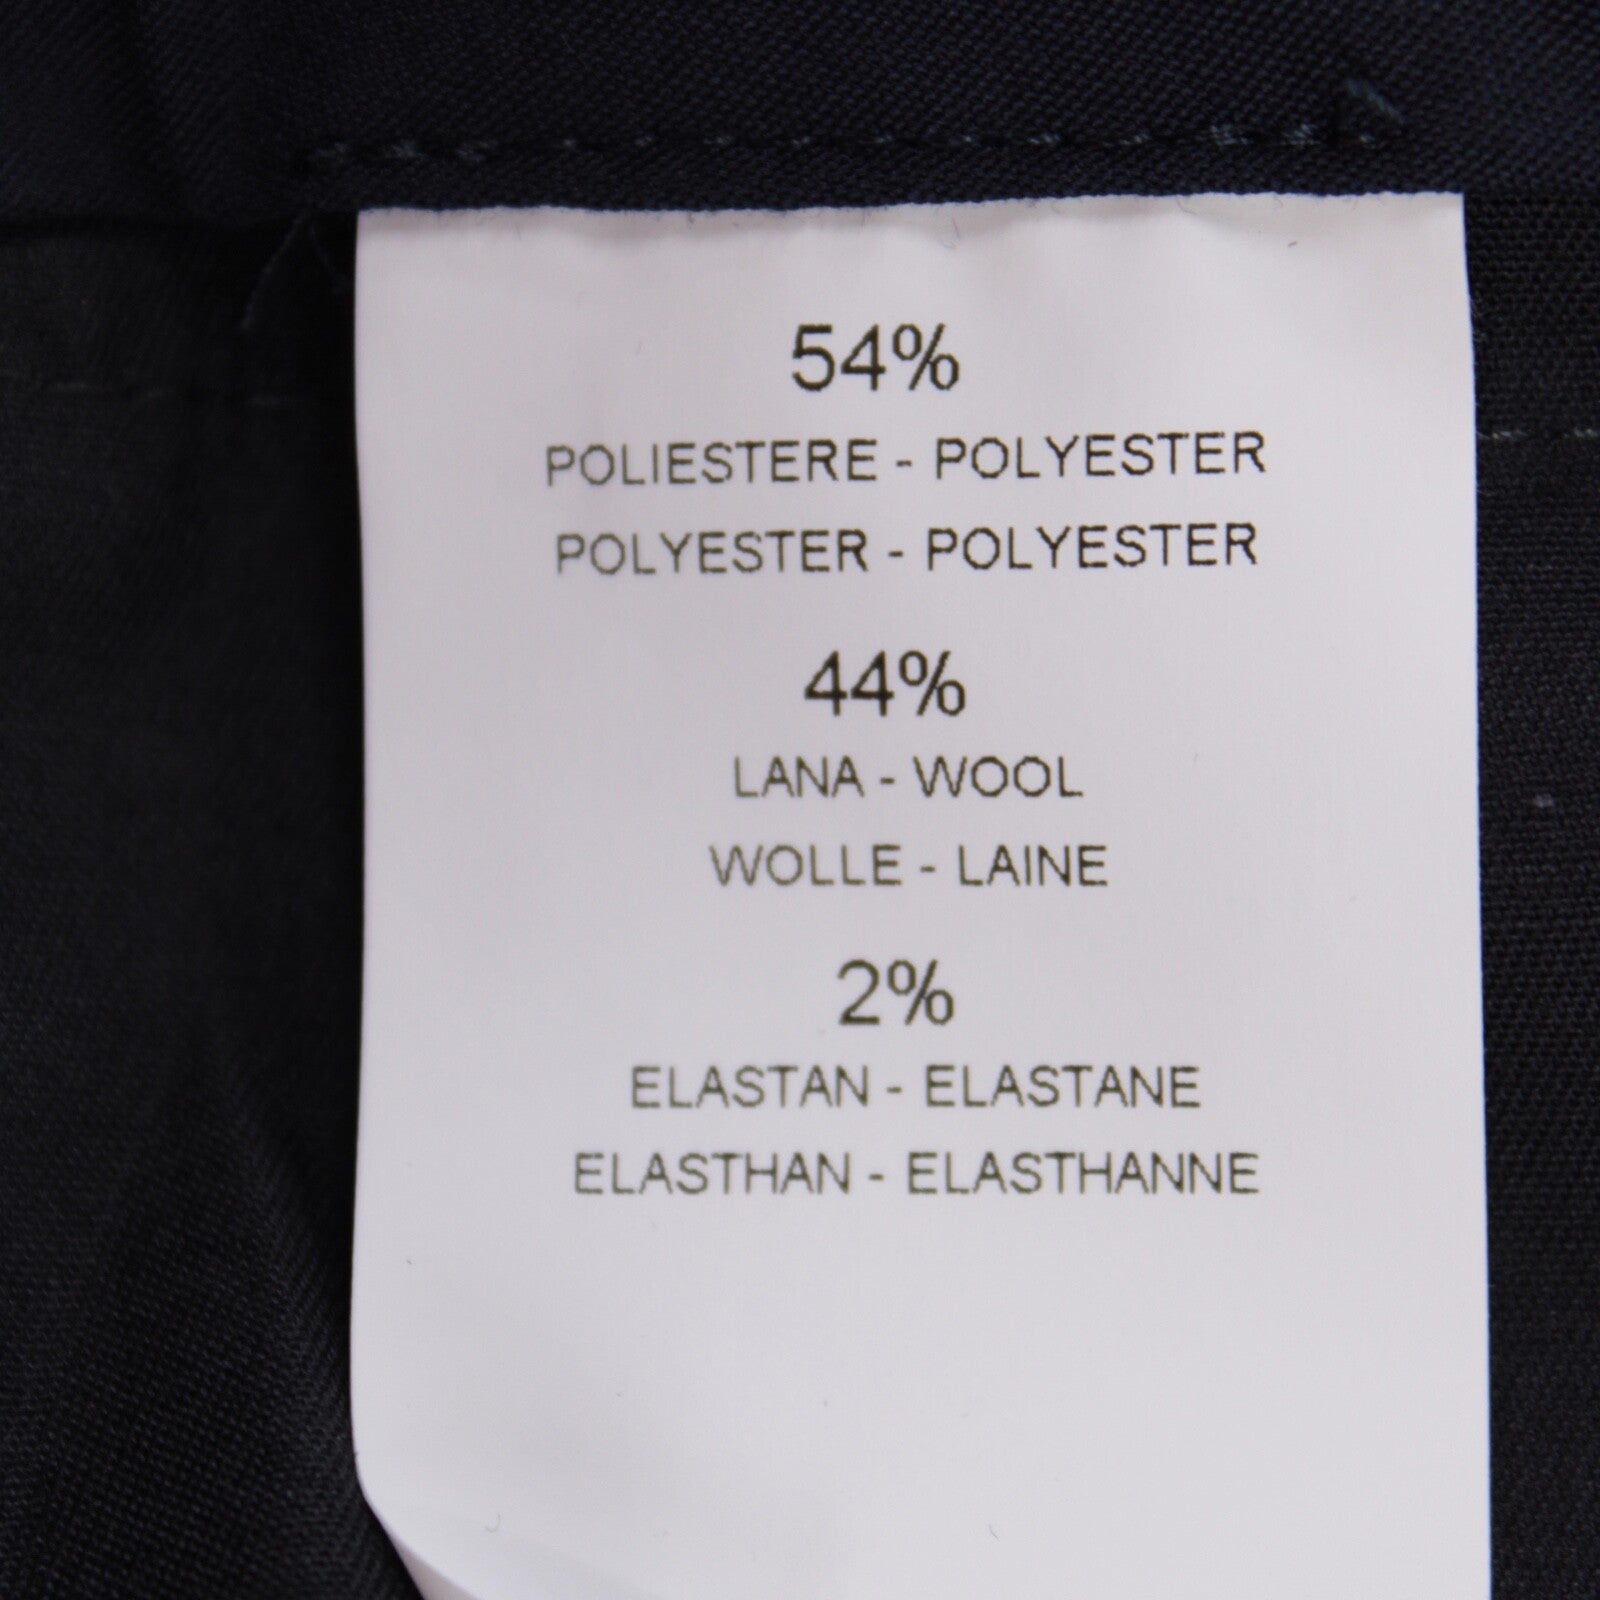 54%
POLIESTERE - POLYESTER
POLYESTER - POLYESTER
44%
LANA - WOOL
WOLLE - LAINE
2%
ELASTAN - ELASTANE
ELASTHAN - ELASTHANNE